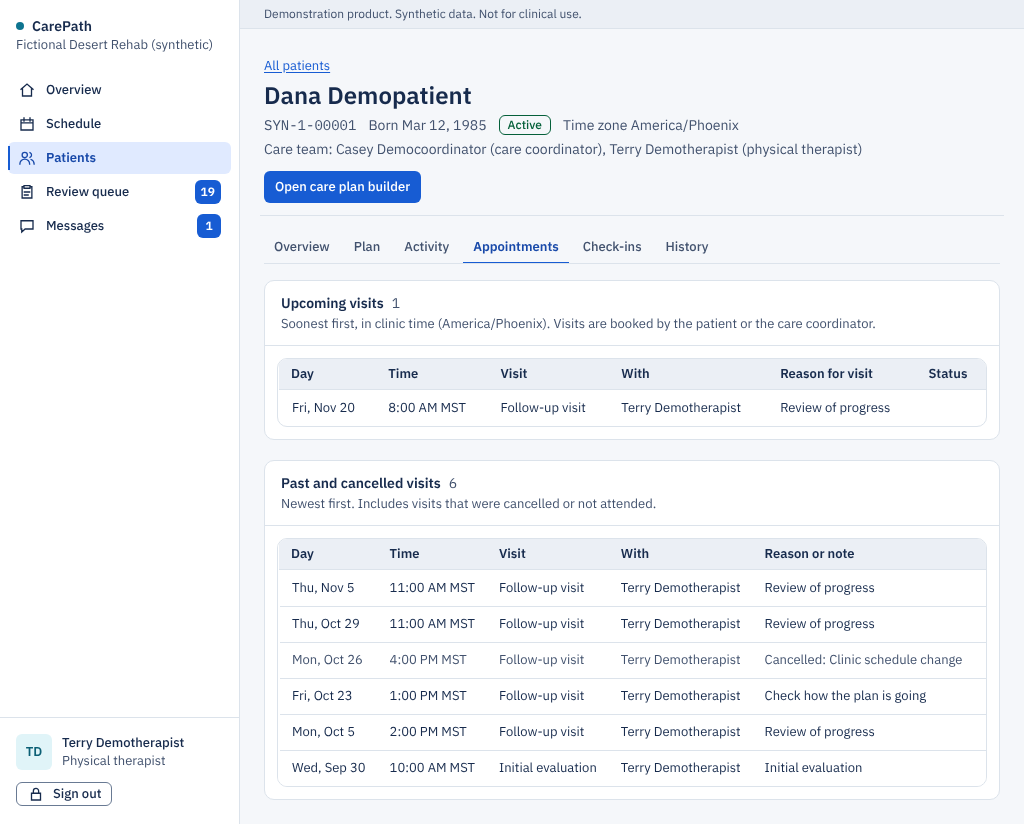 CarePath
Fictional Desert Rehab (synthetic)
Overview
Schedule
Patients
Review queue 19
Messages 1
Terry Demotherapist
TD
Physical therapist
Sign out
Demonstration product. Synthetic data. Not for clinical use.
All patients
Dana Demopatient
SYN-1-00001 Born Mar 12, 1985 Active Time zone America/Phoenix
Care team: Casey Democoordinator (care coordinator), Terry Demotherapist (physical therapist)
Open care plan builder
Overview Plan Activity Appointments Check-ins History
Upcoming visits 1
Soonest first, in clinic time (America/Phoenix). Visits are booked by the patient or the care coordinator.
Day Time Visit With Reason for visit Status
Fri, Nov 20 8:00 AM MST Follow-up visit Terry Demotherapist Review of progress
Past and cancelled visits 6
Newest first. Includes visits that were cancelled or not attended.
Day Time Visit With Reason or note
Thu, Nov 5 11:00 AM MST Follow-up visit Terry Demotherapist Review of progress
Thu, Oct 29 11:00 AM MST Follow-up visit Terry Demotherapist Review of progress
Mon, Oct 26 4:00 PM MST Follow-up visit Terry Demotherapist Cancelled: Clinic schedule change
Fri, Oct 23 1:00 PM MST Follow-up visit Terry Demotherapist Check how the plan is going
Mon, Oct 5 2:00 PM MST Follow-up visit Terry Demotherapist Review of progress
Wed, Sep 30 10:00 AM MST Initial evaluation Terry Demotherapist Initial evaluation